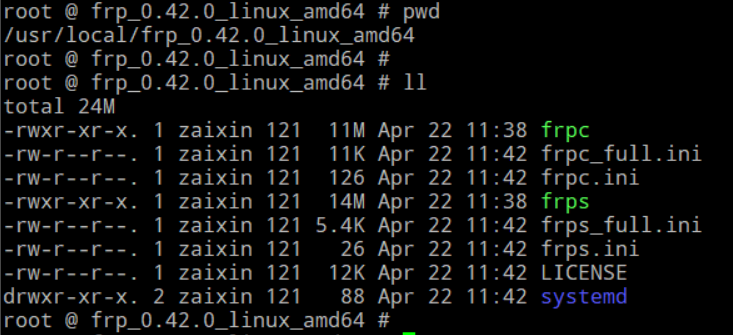 root @ frp_0.42.0_linux_amd64 # pwd
/usr/local/frp_0.42.0_linux_amd64
root @ frp_0.42.0_linux_amd64 #
root @ frp_0.42.0_linux_amd64 # ll
total 24M
-rwxr-xr-x. 1 zaixin 121  11M Apr 22 11:38 frpc
-rw-r--r--. 1 zaixin 121  11K Apr 22 11:42 frpc_full.ini
-rw-r--r--. 1 zaixin 121  126 Apr 22 11:42 frpc.ini
-rwxr-xr-x. 1 zaixin 121  14M Apr 22 11:38 frps
-rw-r--r--. 1 zaixin 121 5.4K Apr 22 11:42 frps_full.ini
-rw-r--r--. 1 zaixin 121   26 Apr 22 11:42 frps.ini
-rw-r--r--. 1 zaixin 121  12K Apr 22 11:42 LICENSE
drwxr-xr-x. 2 zaixin 121   88 Apr 22 11:42 systemd
root @ frp_0.42.0_linux_amd64 #